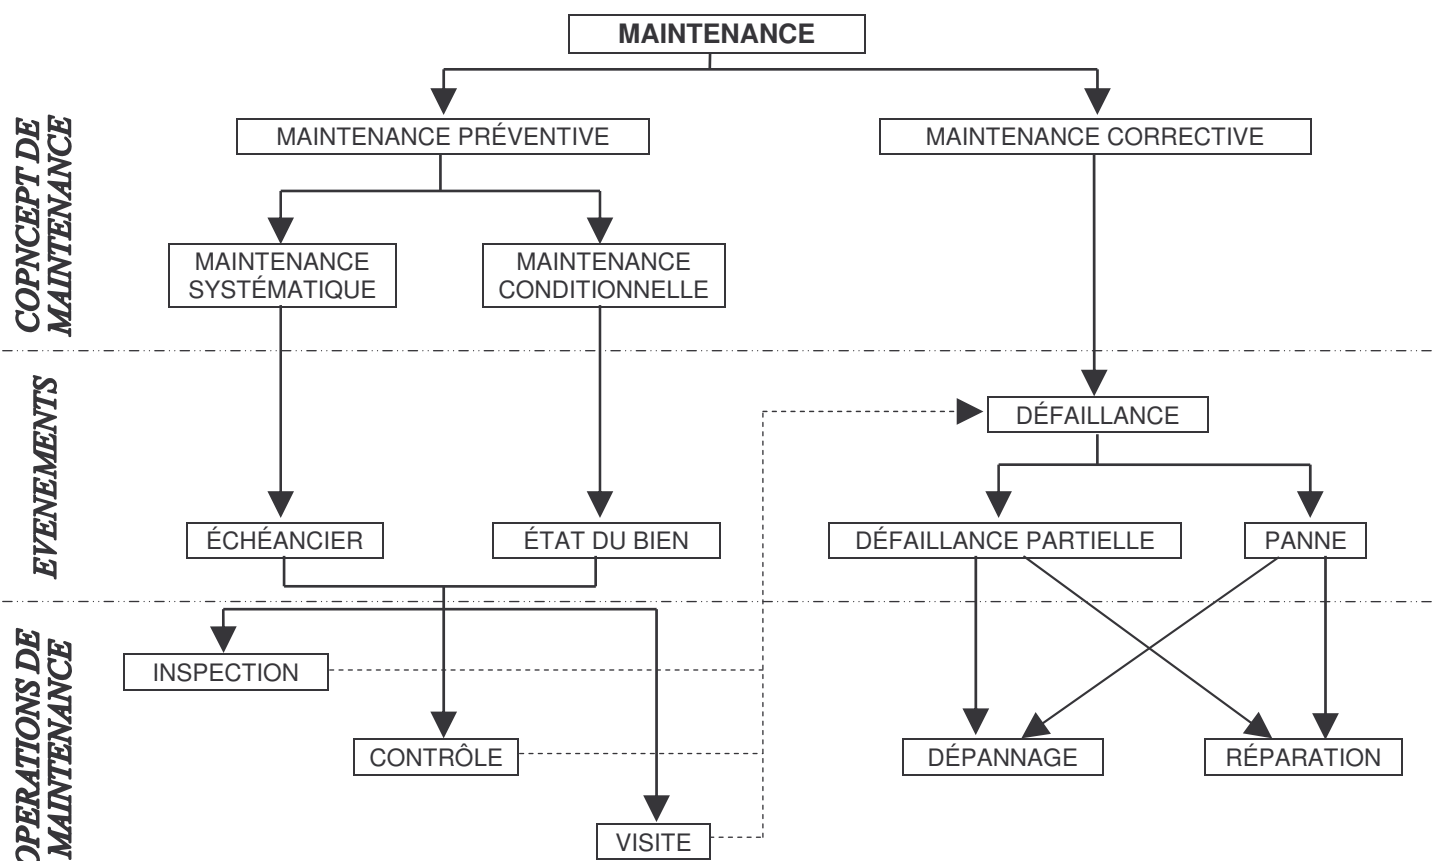 MAINTENANCE
COPNCEPT DE
MAINTENANCE
MAINTENANCE PRÉVENTIVE
MAINTENANCE CORRECTIVE
MAINTENANCE
SYSTÉMATIQUE
MAINTENANCE
CONDITIONNELLE
EVENEMENTS
DÉFAILLANCE
ÉCHÉANCIER
ÉTAT DU BIEN
DÉFAILLANCE PARTIELLE
PANNE
OPERATIONS DE
MAINTENANCE
INSPECTION
CONTRÔLE
DÉPANNAGE
RÉPARATION
VISITE